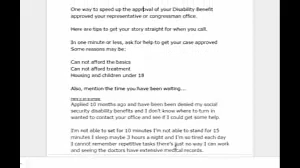 One way to speed up the approval of your Disability Benefit
approved your representative or congressman office.
Here are tips to get your story straight for when you call.
In one minute or less, ask for help to get your case approved
Some reasons may be:
Can not afford the basics
Can not afford treatment
Housing and children under 18
Also, mention the time you have been waiting...
Here is an example:
Applied 10 months ago and have been been denied my social
security disability benefits and I don't know where to turn in
wanted to contact your office and see if I could get some help
I'm not able to set for 10 minutes I'm not able to stand for 15
minutes I sleep maybe 3 hours a night and I'm so tired each day
I cannot remember repetitive tasks there's just no way I can work
and seeing the doctors have extensive medical records.